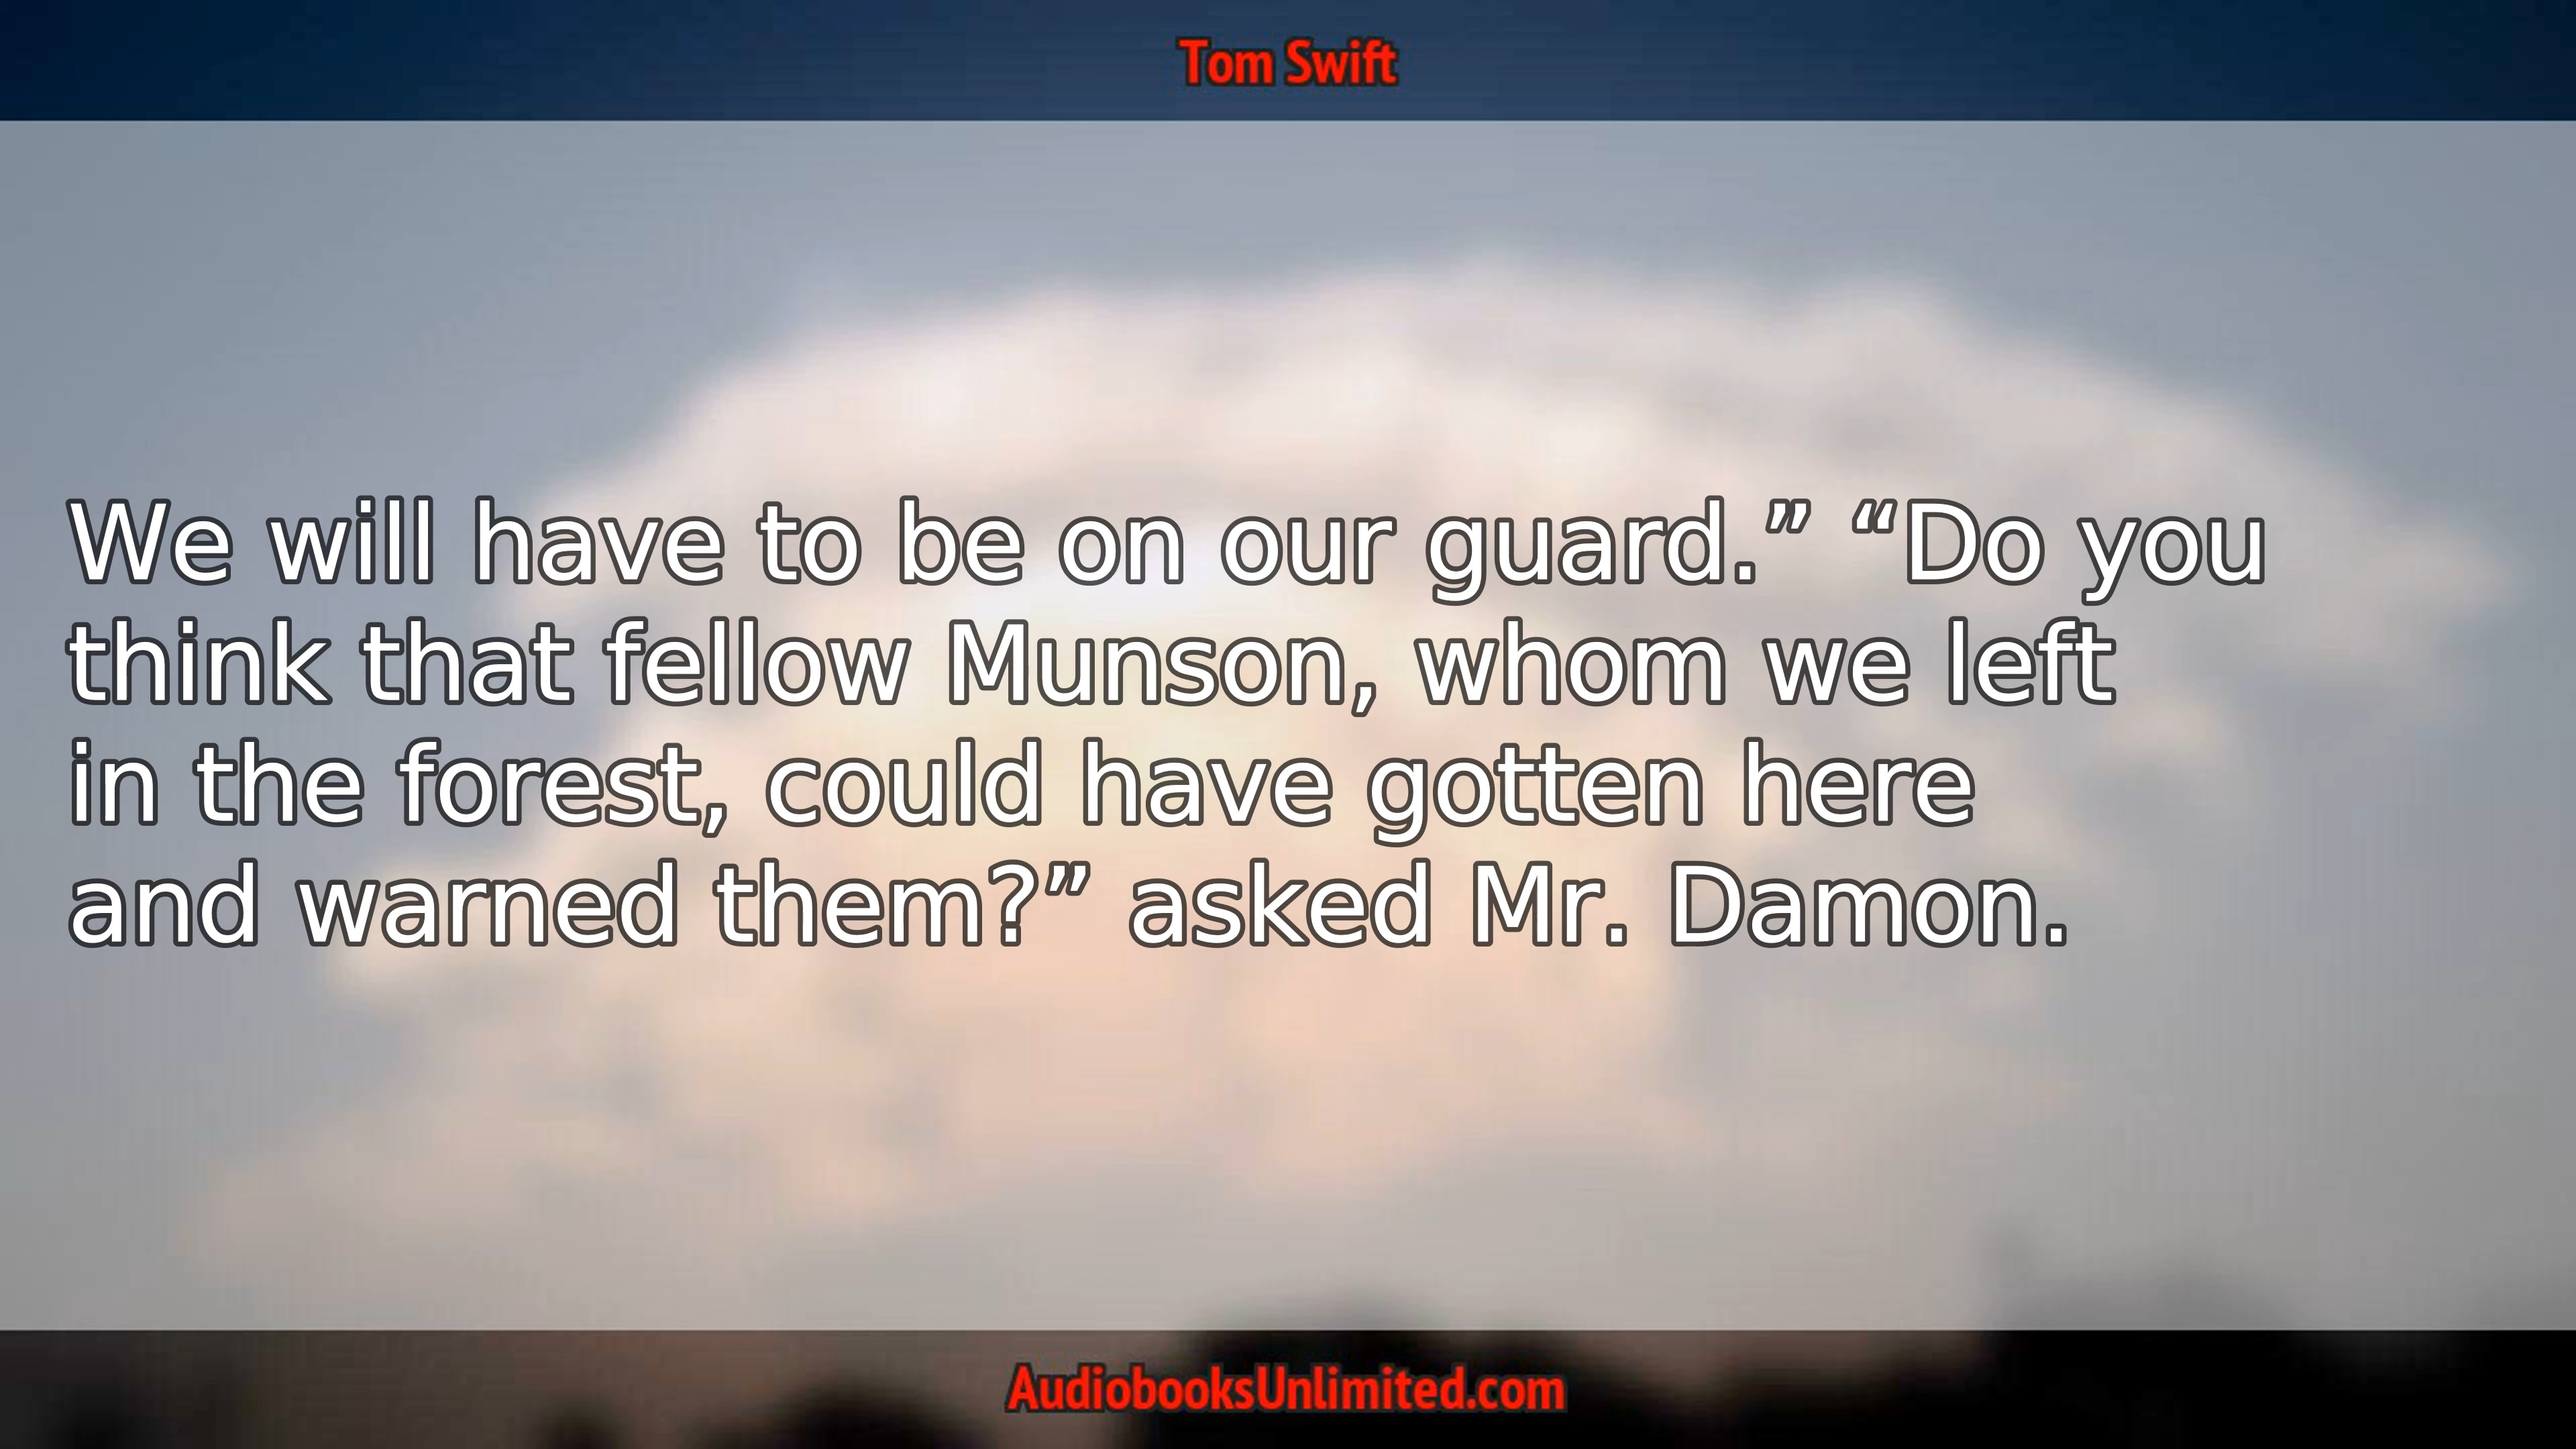 Tom Swift
We will have to be on our guard.” “Do you
think that fellow Munson, whom we left
in the forest, could have gotten here
and warned them?” asked Mr. Damon.
AudiobooksUnlimited.com